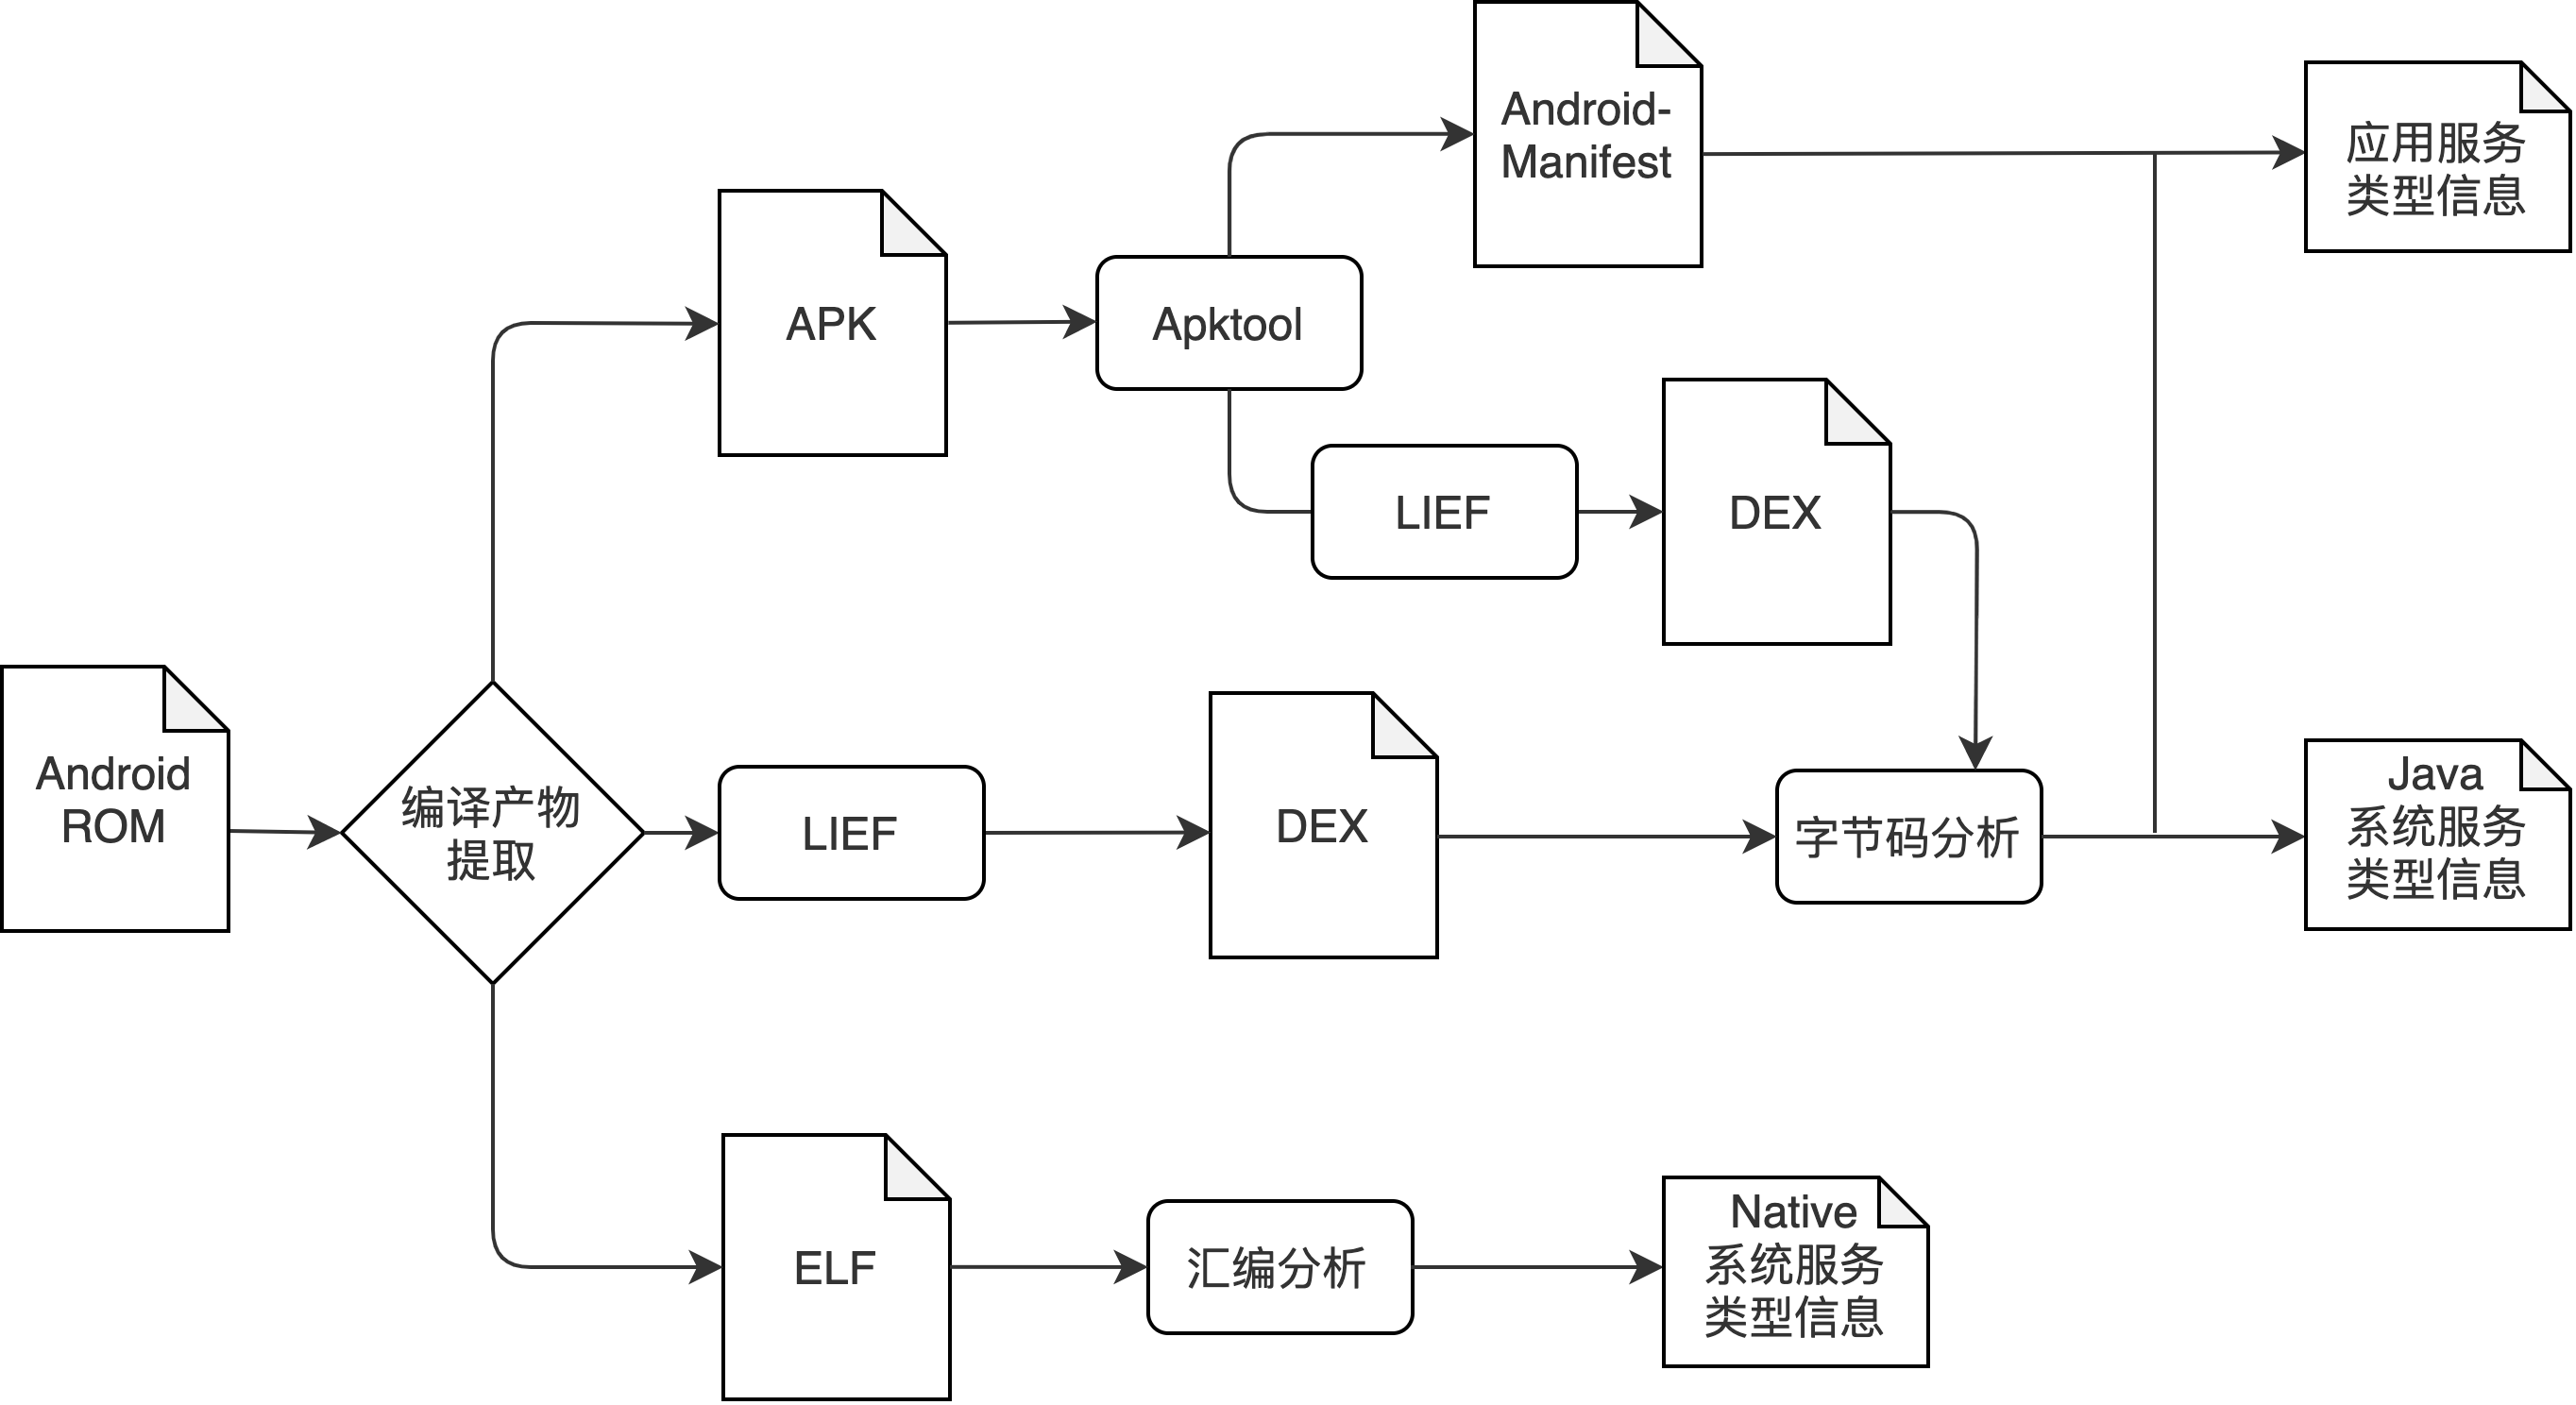 Android-
Manifest
应用服务
类型信息
APK
Apktool
LIEF
DEX
Android
ROM
编译产物
提取
LIEF
DEX
字节码分析
Java
系统服务
类型信息
ELF
汇编分析
Native
系统服务
类型信息